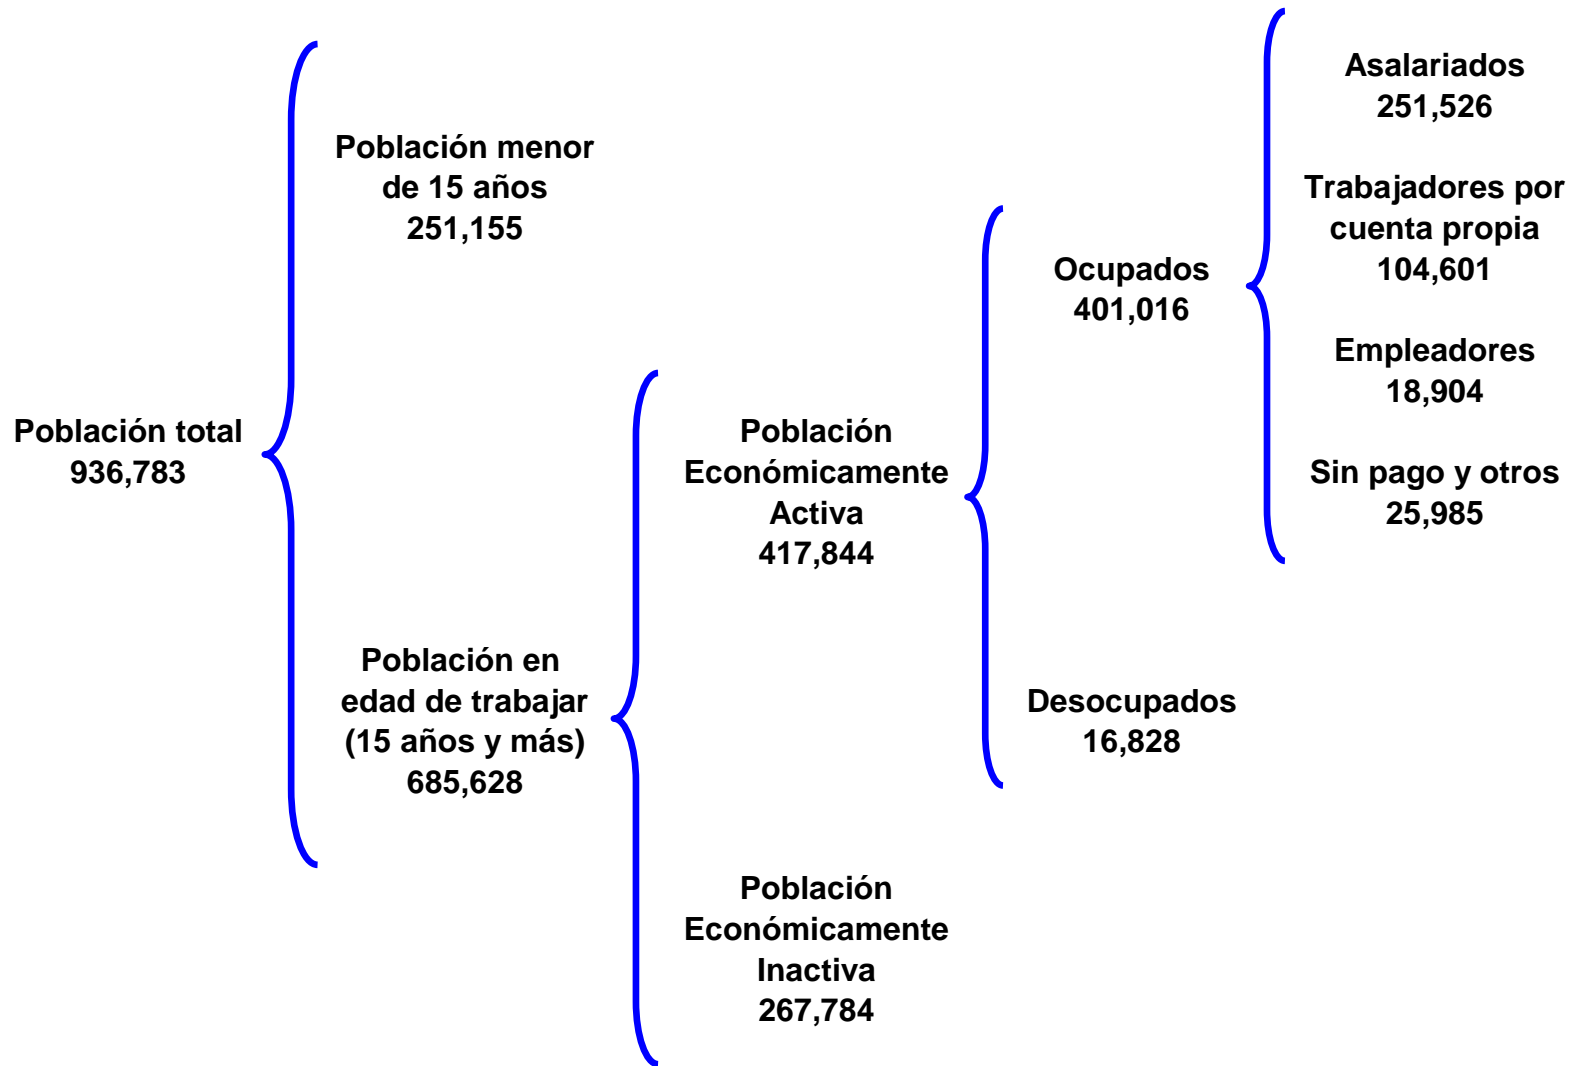 Población total
936,783
Población menor
de 15 años
251,155
Población en
edad de trabajar
(15 años y más)
685,628
Población
Económicamente
Activa
417,844
Población
Económicamente
Inactiva
267,784
Ocupados
401,016
Desocupados
16,828
Asalariados
251,526
Trabajadores por
cuenta propia
104,601
Empleadores
18,904
Sin pago y otros
25,985